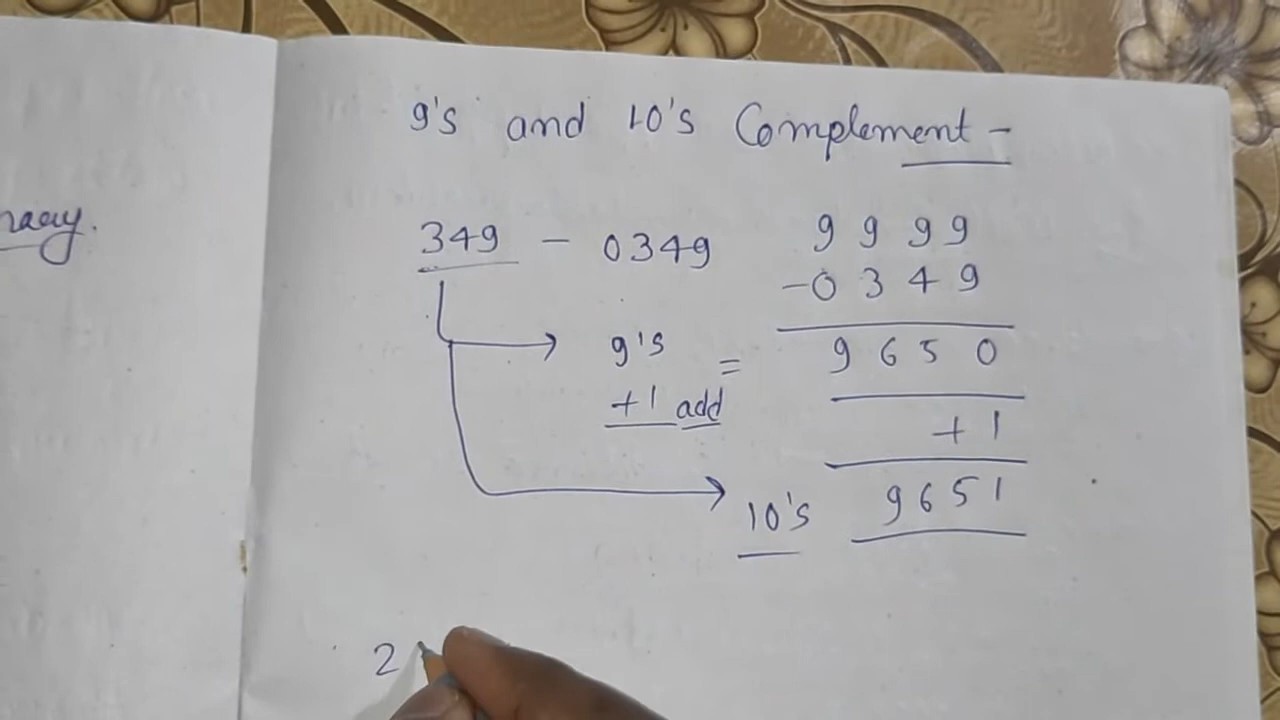 9's and 10's Complement -
349 - 0349
9 9 9 9
- 0 3 4 9
9's = 9 6 5 0
+1 add
+ 1
10's 9 6 5 1
2